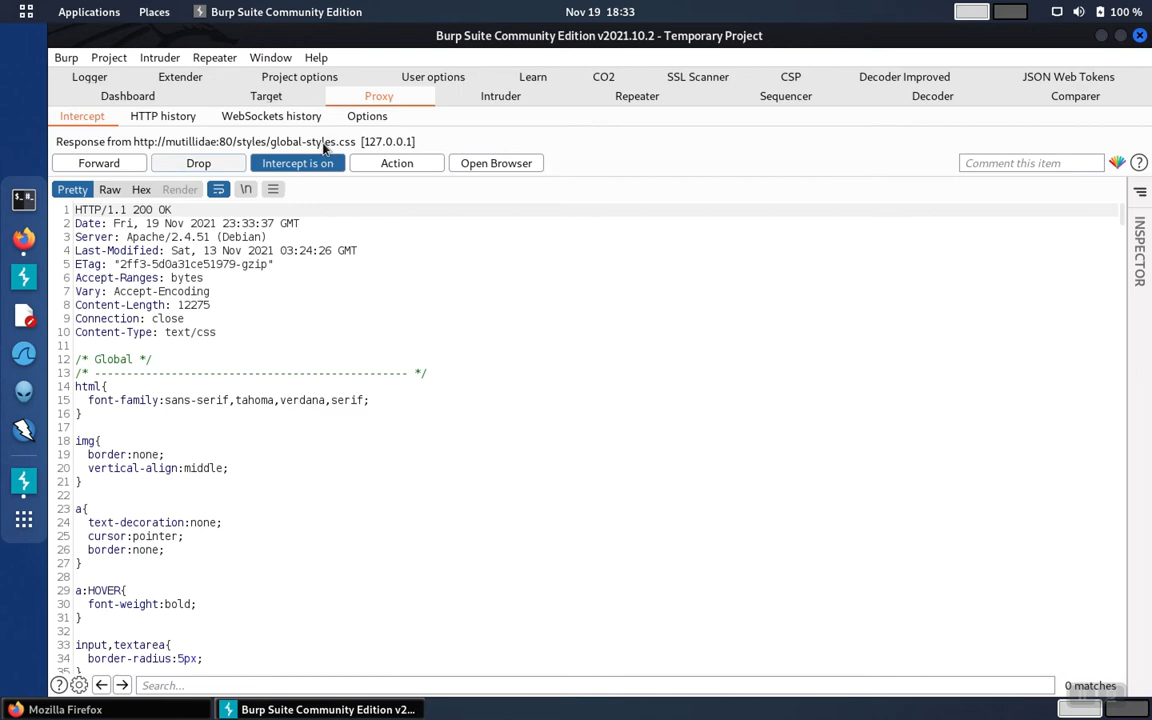 Applications Places Burp Suite Community Edition Nov 19 18:33 100 %
Burp Suite Community Edition v2021.10.2 - Temporary Project
Burp Project Intruder Repeater Window Help
Logger Extender Project options User options Learn CO2 SSL Scanner CSP Decoder Improved JSON Web Tokens
Dashboard Target Proxy Intruder Repeater Sequencer Decoder Comparer
Intercept HTTP history WebSockets history Options
Response from http://mutillidae:80/styles/global-styles.css [127.0.0.1]
Forward Drop Intercept is on Action Open Browser Comment this item ?
Pretty Raw Hex Render \n
INSPECTOR
1 HTTP/1.1 200 OK
2 Date: Fri, 19 Nov 2021 23:33:37 GMT
3 Server: Apache/2.4.51 (Debian)
4 Last-Modified: Sat, 13 Nov 2021 03:24:26 GMT
5 ETag: "2ff3-5d0a31ce51979-gzip"
6 Accept-Ranges: bytes
7 Vary: Accept-Encoding
8 Content-Length: 12275
9 Connection: close
10 Content-Type: text/css
11
12 /* Global */
13 /* ------------------------------------------------- */
14 html{
15 font-family:sans-serif,tahoma,verdana,serif;
16 }
17
18 img{
19 border:none;
20 vertical-align:middle;
21 }
22
23 a{
24 text-decoration:none;
25 cursor:pointer;
26 border:none;
27 }
28
29 a:HOVER{
30 font-weight:bold;
31 }
32
33 input,textarea{
34 border-radius:5px;
35 }
? Search... 0 matches
Mozilla Firefox Burp Suite Community Edition v2...